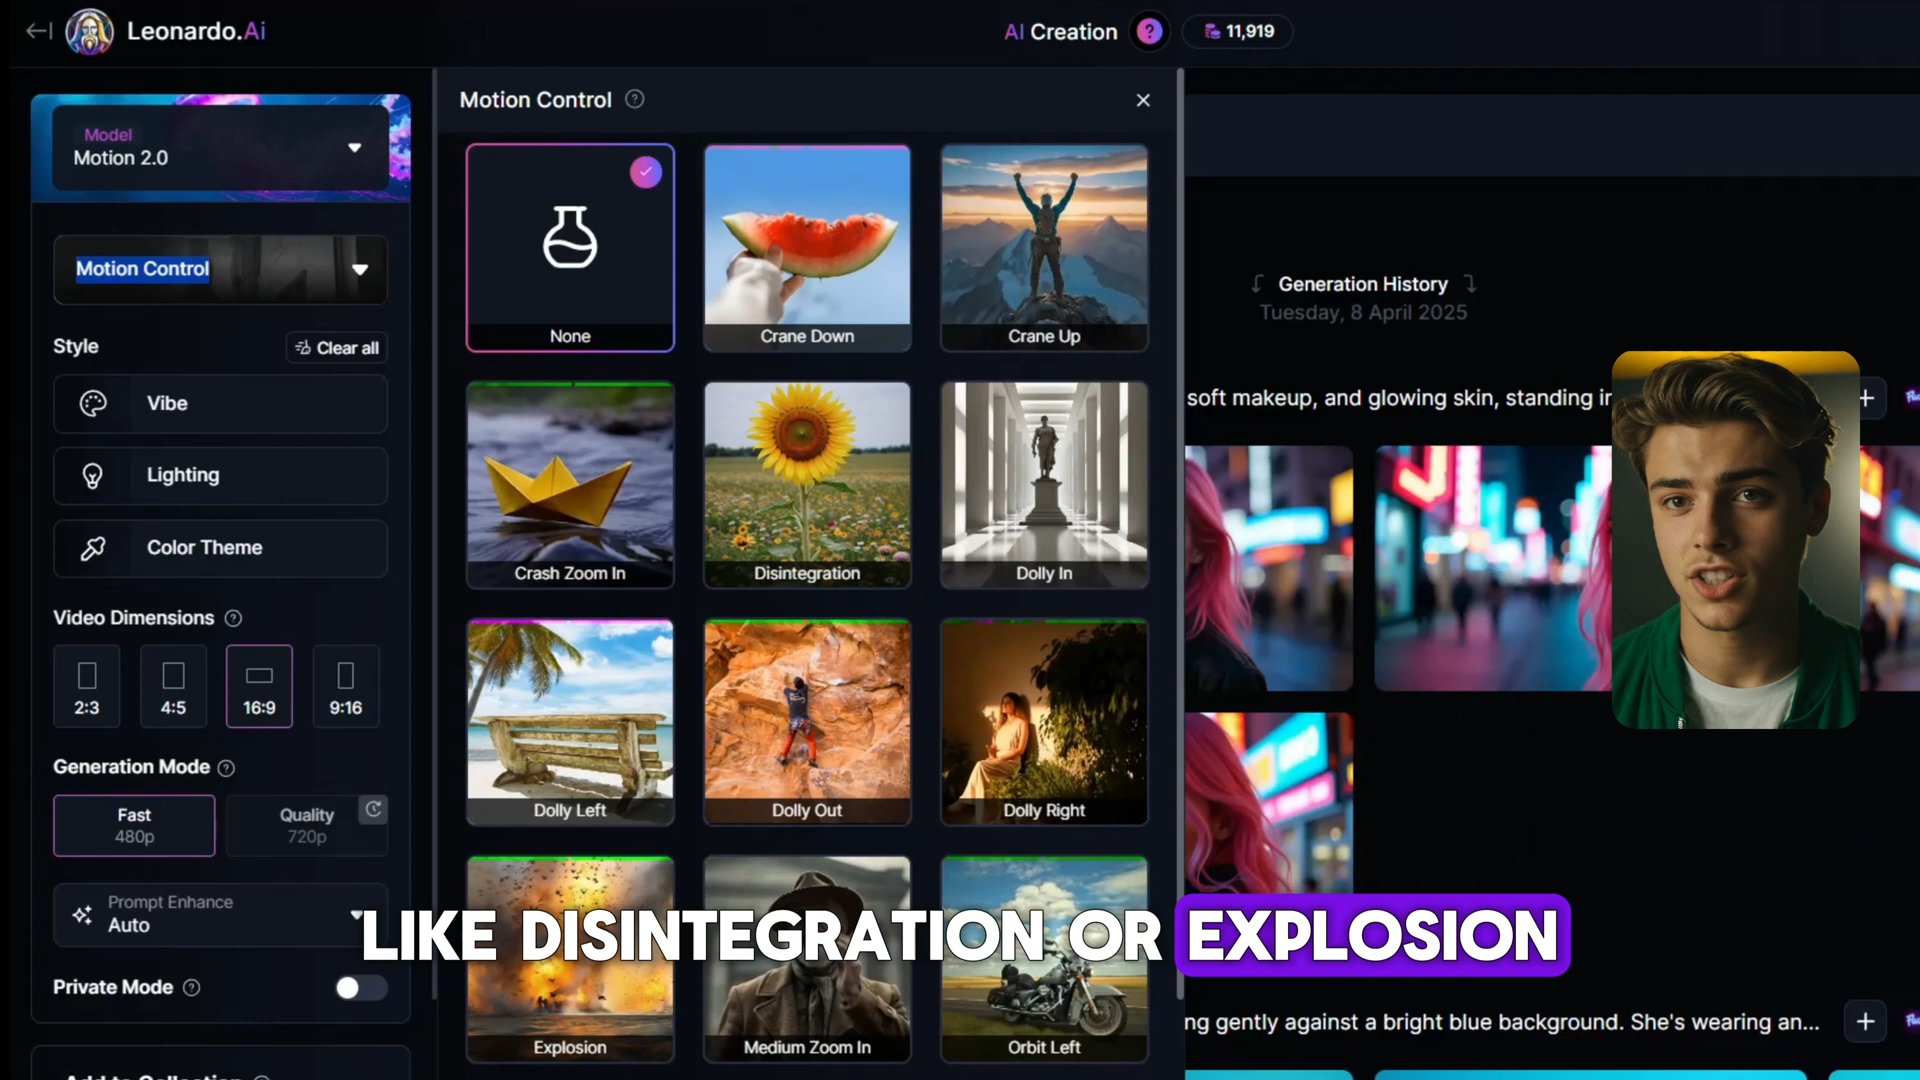 Leonardo.Ai
AI Creation
?
11,919
Model
Motion 2.0
Motion Control
Style
Clear all
Vibe
Lighting
Color Theme
Video Dimensions ?
2:3
4:5
16:9
9:16
Generation Mode ?
Fast
480p
Quality
720p
Prompt Enhance
Auto
Private Mode ?
Motion Control ?
None
Crane Down
Crane Up
Crash Zoom In
Disintegration
Dolly In
Dolly Left
Dolly Out
Dolly Right
Explosion
Medium Zoom In
Orbit Left
Generation History
Tuesday, 8 April 2025
soft makeup, and glowing skin, standing in
LIKE DISINTEGRATION OR EXPLOSION
ng gently against a bright blue background. She's wearing an...